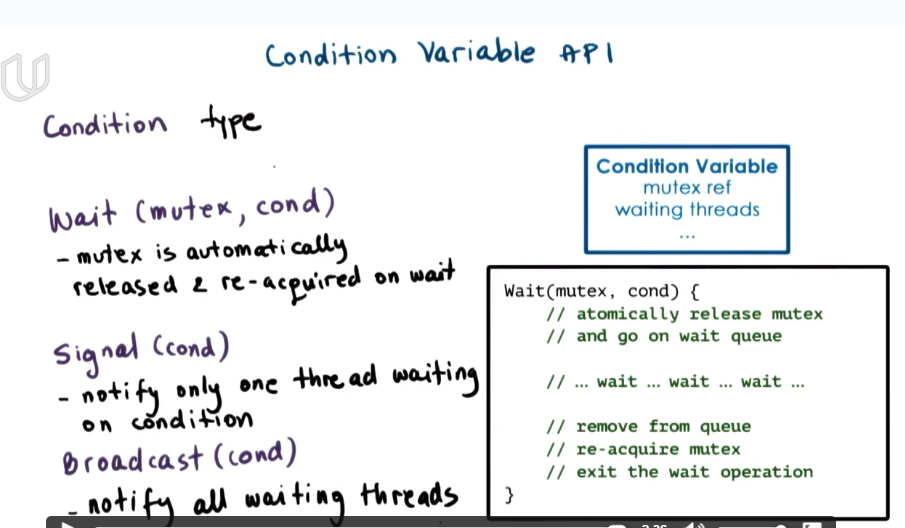 Condition Variable API
Condition type
Wait (mutex, cond)
- mutex is automatically
released & re-acquired on wait
Signal (cond)
- notify only one thread waiting
on condition
Broadcast (cond)
- notify all waiting threads
Condition Variable
mutex ref
waiting threads
...
Wait(mutex, cond) {
// atomically release mutex
// and go on wait queue
// ... wait ... wait ... wait ...
// remove from queue
// re-acquire mutex
// exit the wait operation
}